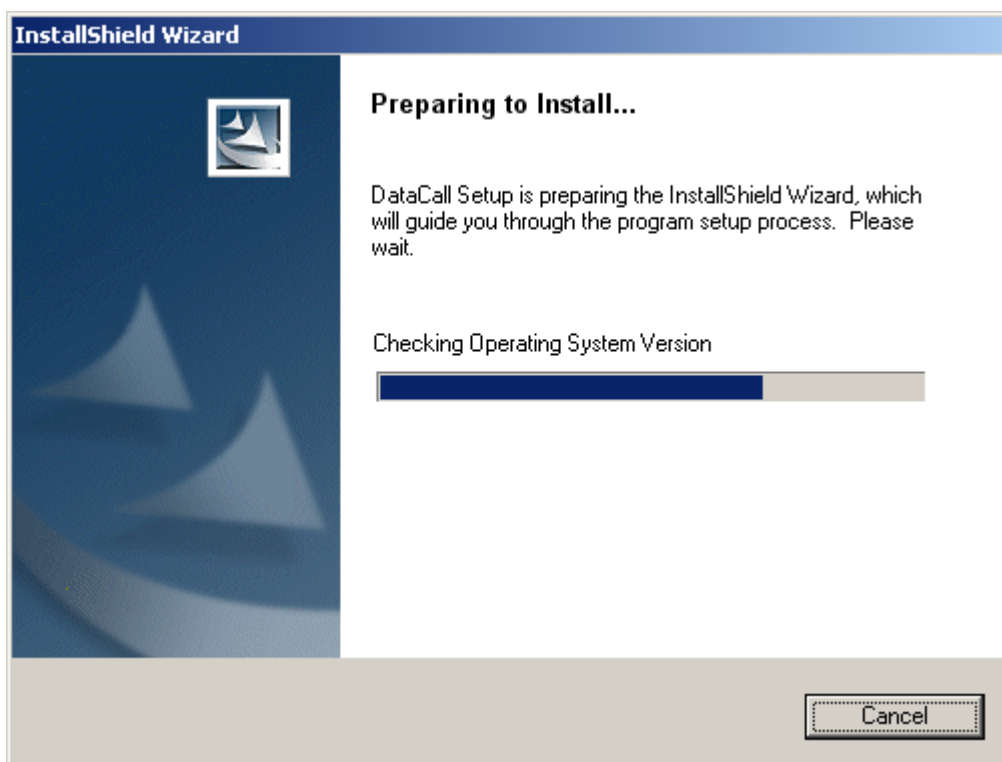 InstallShield Wizard
Preparing to Install...
DataCall Setup is preparing the InstallShield Wizard, which
will guide you through the program setup process.  Please
wait.
Checking Operating System Version
Cancel